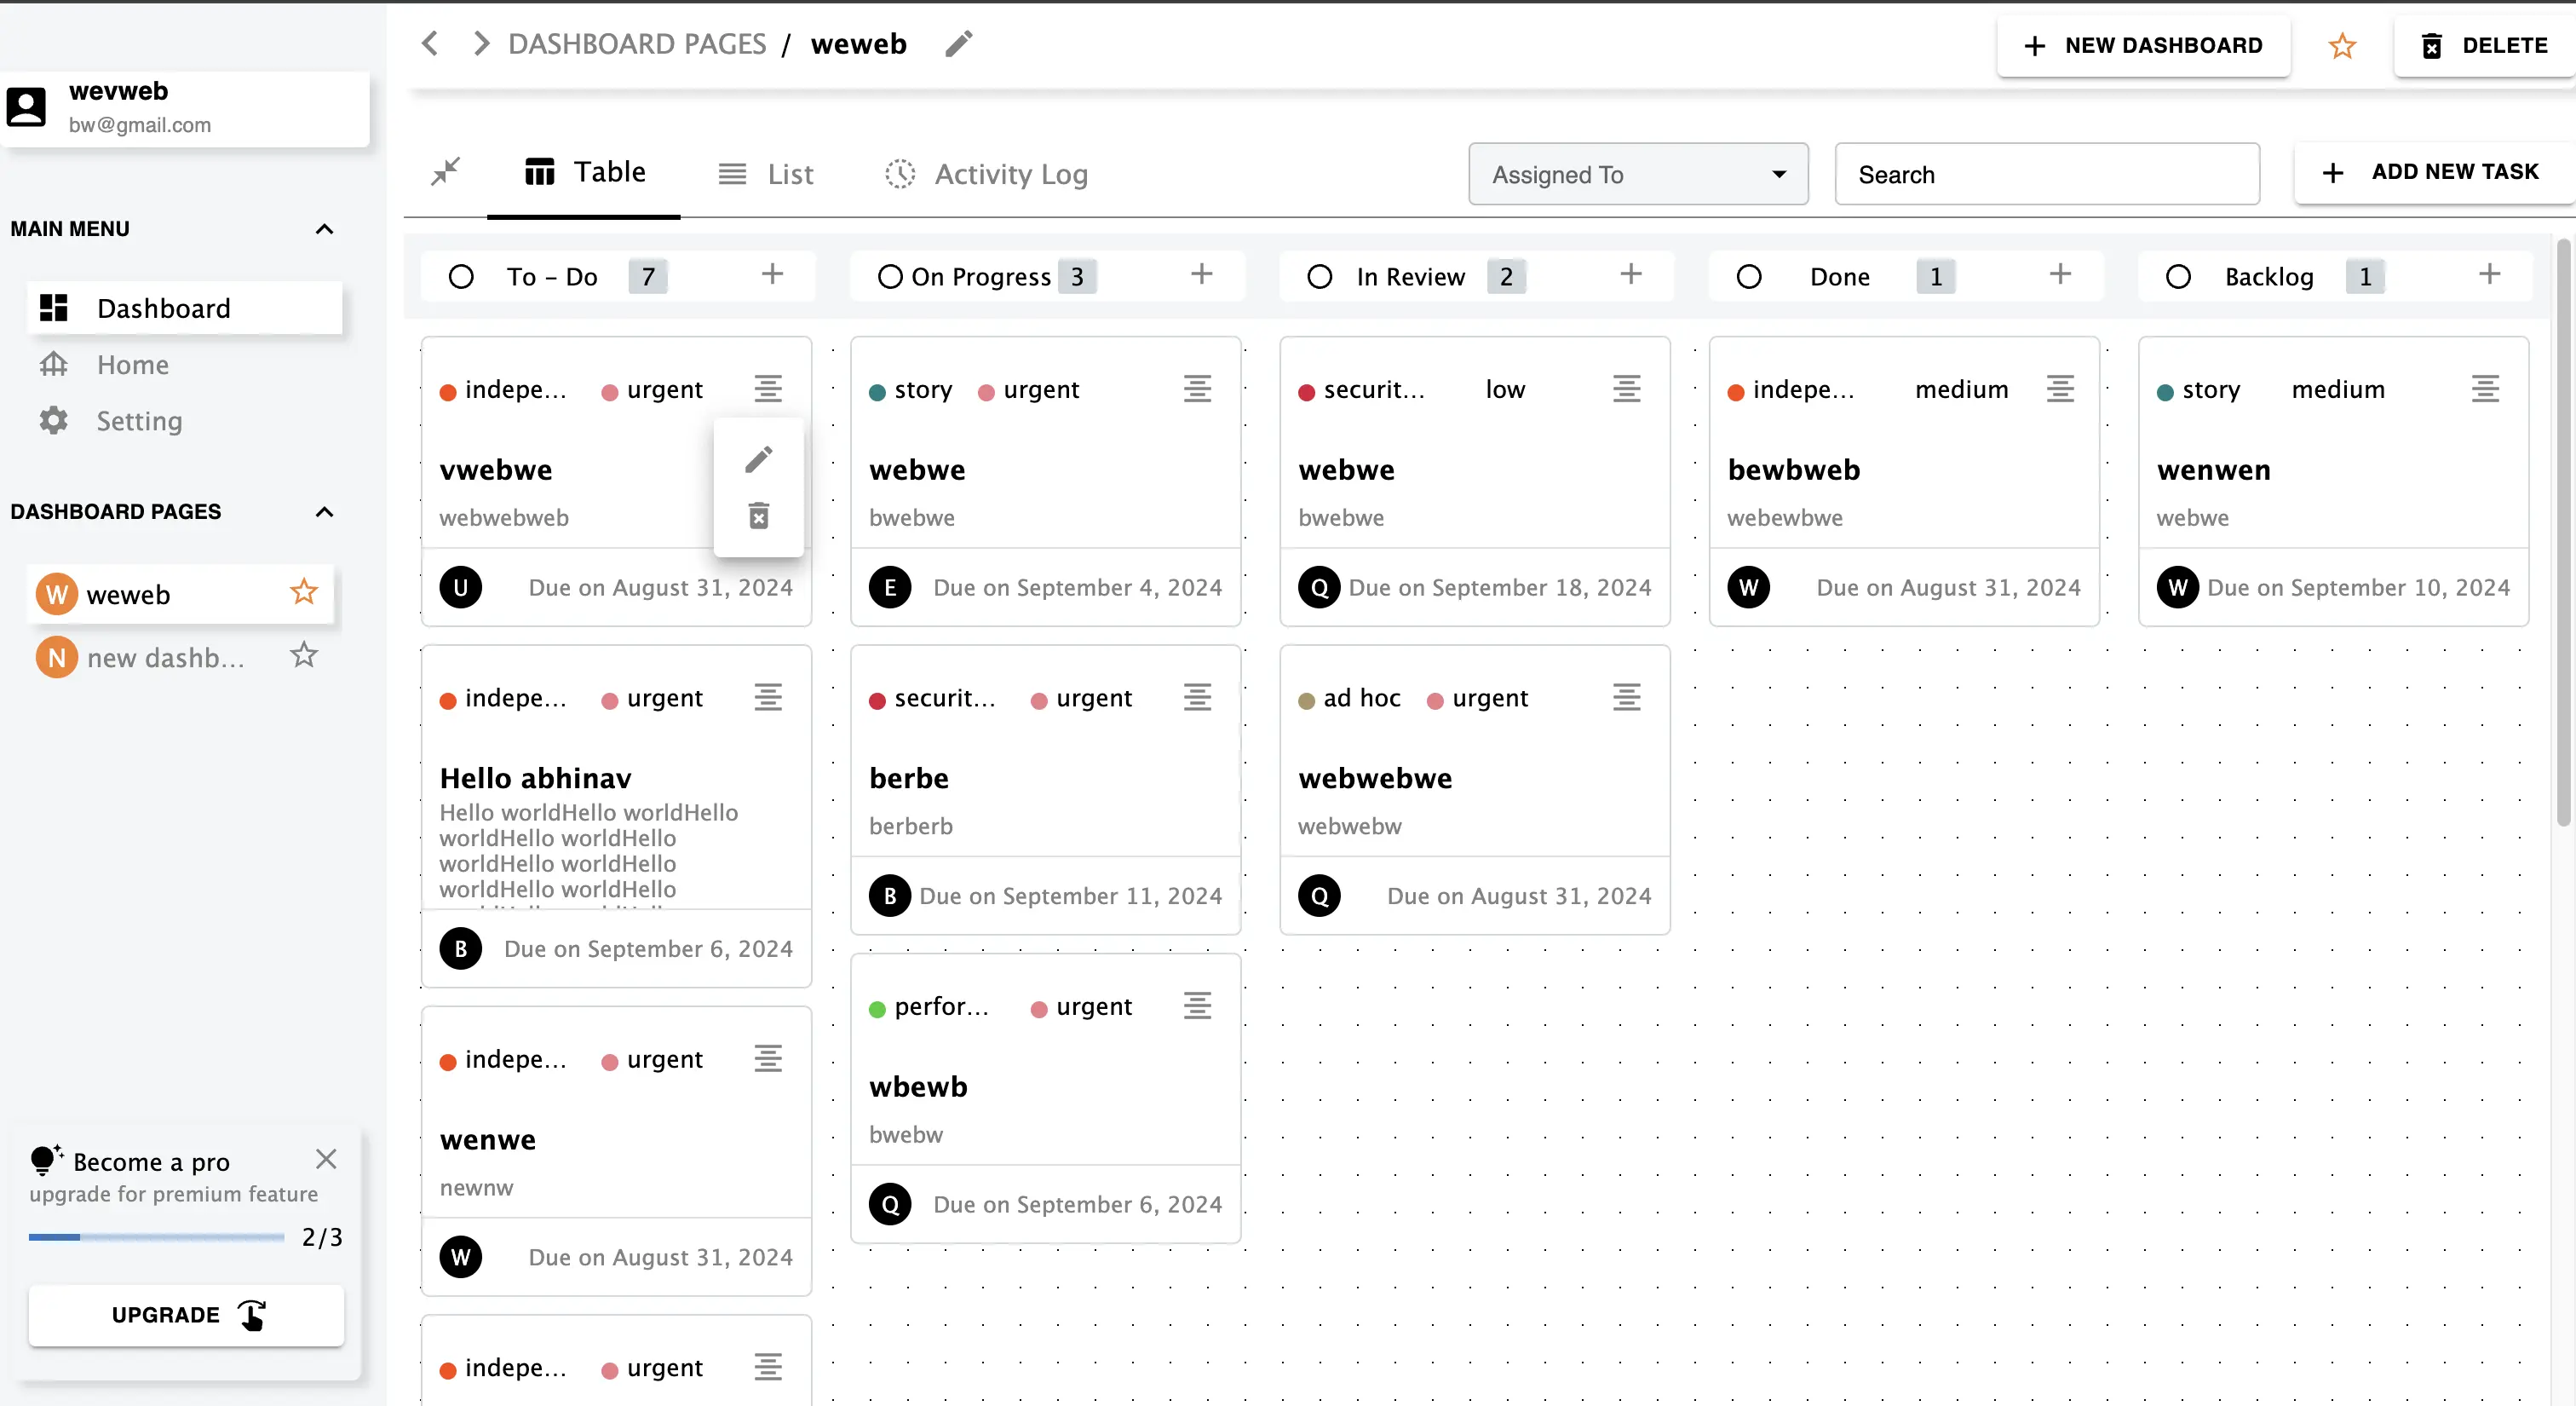 wevweb
bw@gmail.com
MAIN MENU
Dashboard
Home
Setting
DASHBOARD PAGES
W weweb
N new dashb...
Become a pro
upgrade for premium feature
2/3
UPGRADE
DASHBOARD PAGES / weweb
+ NEW DASHBOARD
DELETE
Table
List
Activity Log
Assigned To
Search
+ ADD NEW TASK
To – Do 7 +
indepe... urgent
vwebwe
webwebweb
U Due on August 31, 2024
indepe... urgent
Hello abhinav
Hello worldHello worldHello
worldHello worldHello
worldHello worldHello
worldHello worldHello
B Due on September 6, 2024
indepe... urgent
wenwe
newnw
W Due on August 31, 2024
indepe... urgent
On Progress 3 +
story urgent
webwe
bwebwe
E Due on September 4, 2024
securit... urgent
berbe
berberb
B Due on September 11, 2024
perfor... urgent
wbewb
bwebw
Q Due on September 6, 2024
In Review 2 +
securit... low
webwe
bwebwe
Q Due on September 18, 2024
ad hoc urgent
webwebwe
webwebw
Q Due on August 31, 2024
Done 1 +
indepe... medium
bewbweb
webewbwe
W Due on August 31, 2024
Backlog 1 +
story medium
wenwen
webwe
W Due on September 10, 2024